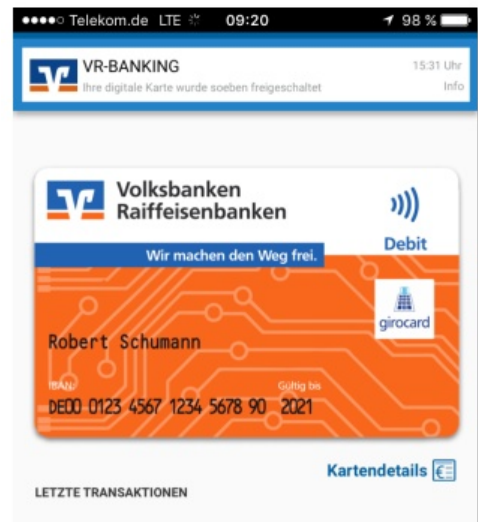 Telekom.de LTE 09:20 98 %
VR-BANKING 15:31 Uhr
Ihre digitale Karte wurde soeben freigeschaltet Info
Volksbanken
Raiffeisenbanken
Debit
Wir machen den Weg frei.
girocard
Robert Schumann
IBAN: Gültig bis
DE00 0123 4567 1234 5678 90 2021
Kartendetails
LETZTE TRANSAKTIONEN